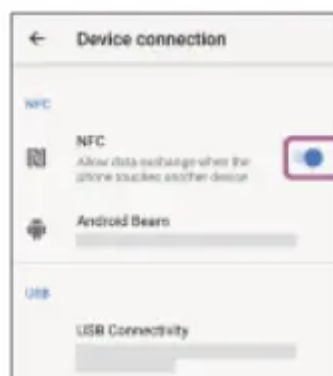 Device connection
NFC
NFC
Allow data exchange when the
phone touches another device
Android Beam
USB
USB Connectivity